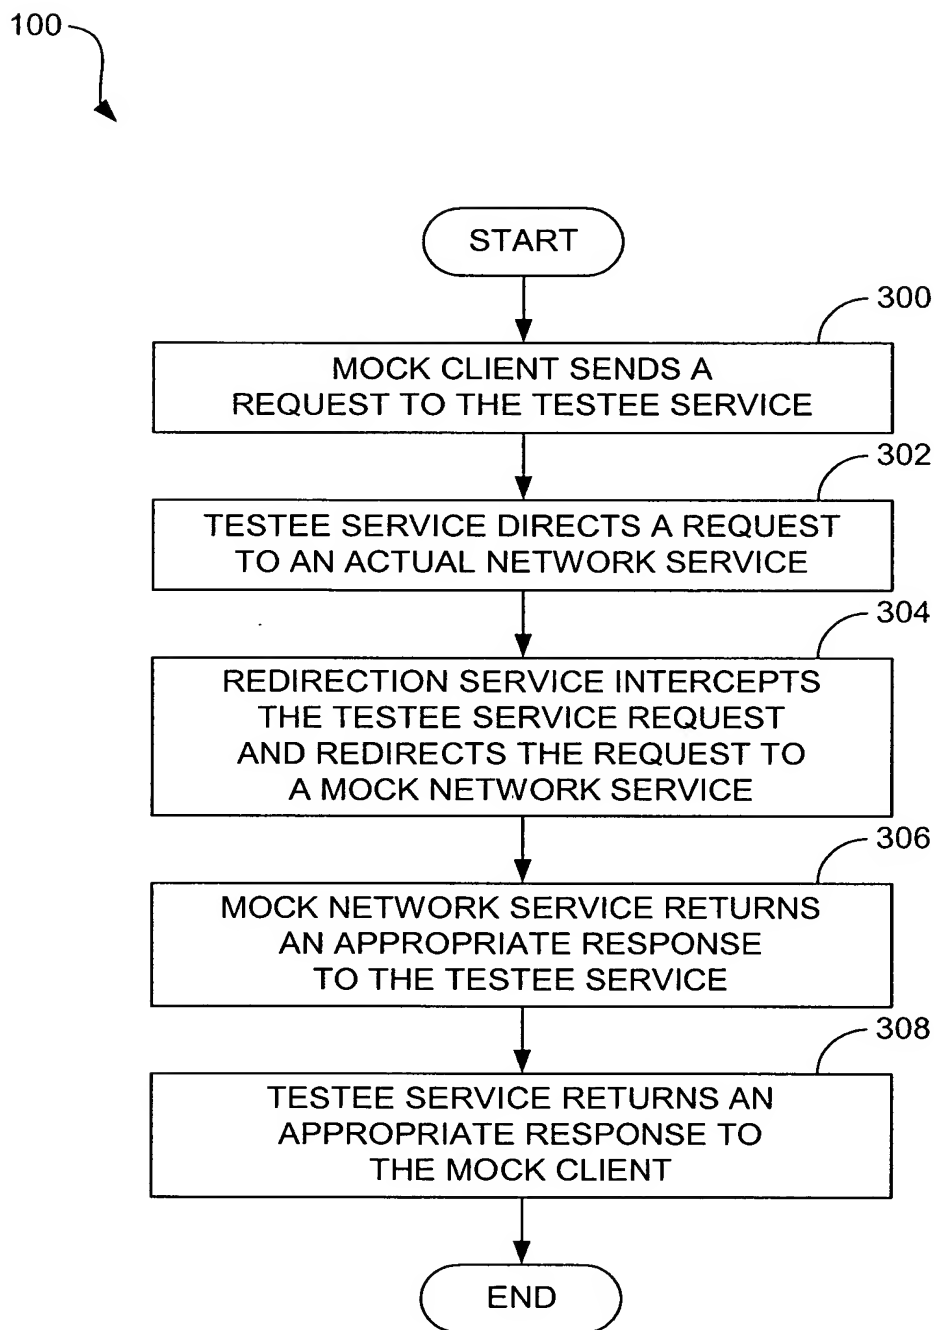 100
START
300
MOCK CLIENT SENDS A
REQUEST TO THE TESTEE SERVICE
302
TESTEE SERVICE DIRECTS A REQUEST
TO AN ACTUAL NETWORK SERVICE
304
REDIRECTION SERVICE INTERCEPTS
THE TESTEE SERVICE REQUEST
AND REDIRECTS THE REQUEST TO
A MOCK NETWORK SERVICE
306
MOCK NETWORK SERVICE RETURNS
AN APPROPRIATE RESPONSE
TO THE TESTEE SERVICE
308
TESTEE SERVICE RETURNS AN
APPROPRIATE RESPONSE TO
THE MOCK CLIENT
END